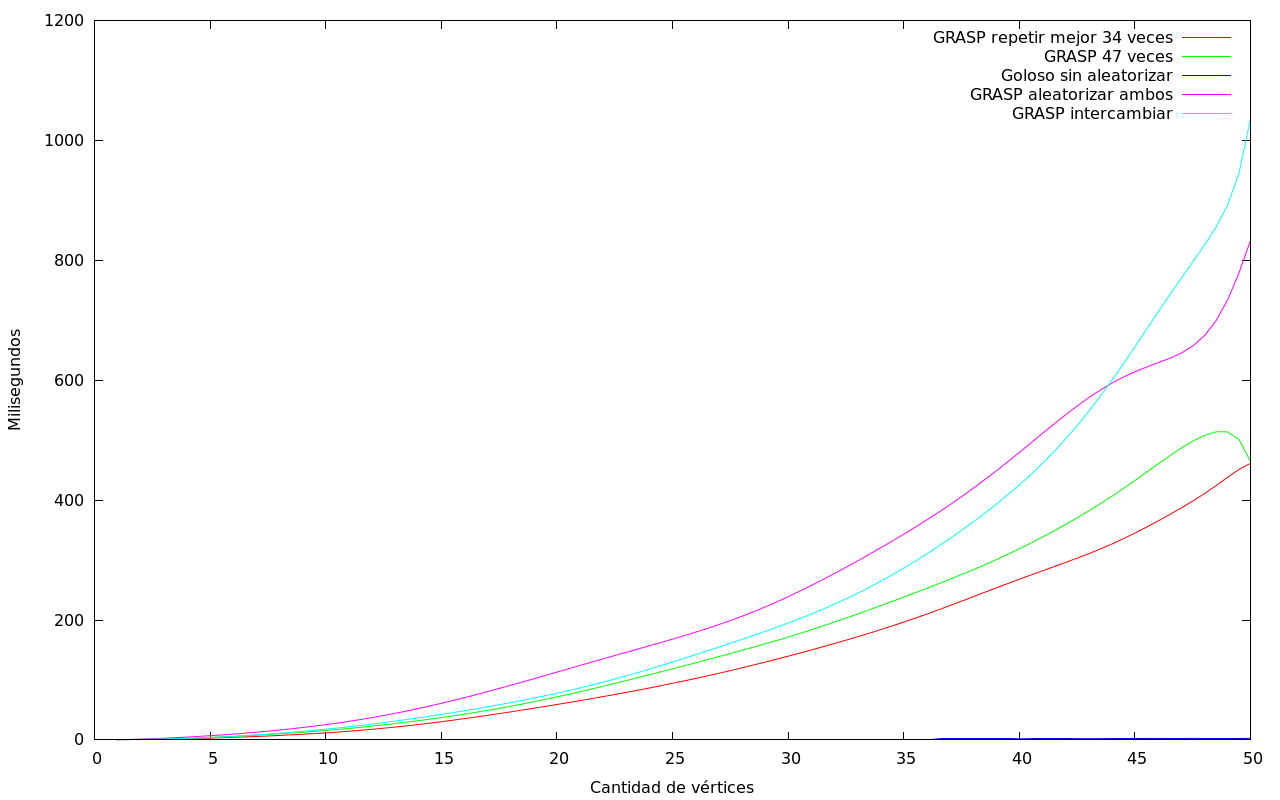 1200
1000
800
600
400
200
0
GRASP repetir mejor 34 veces
GRASP 47 veces
Goloso sin aleatorizar
GRASP aleatorizar ambos
GRASP intercambiar
Milisegundos
0 5 10 15 20 25 30 35 40 45 50
Cantidad de vértices